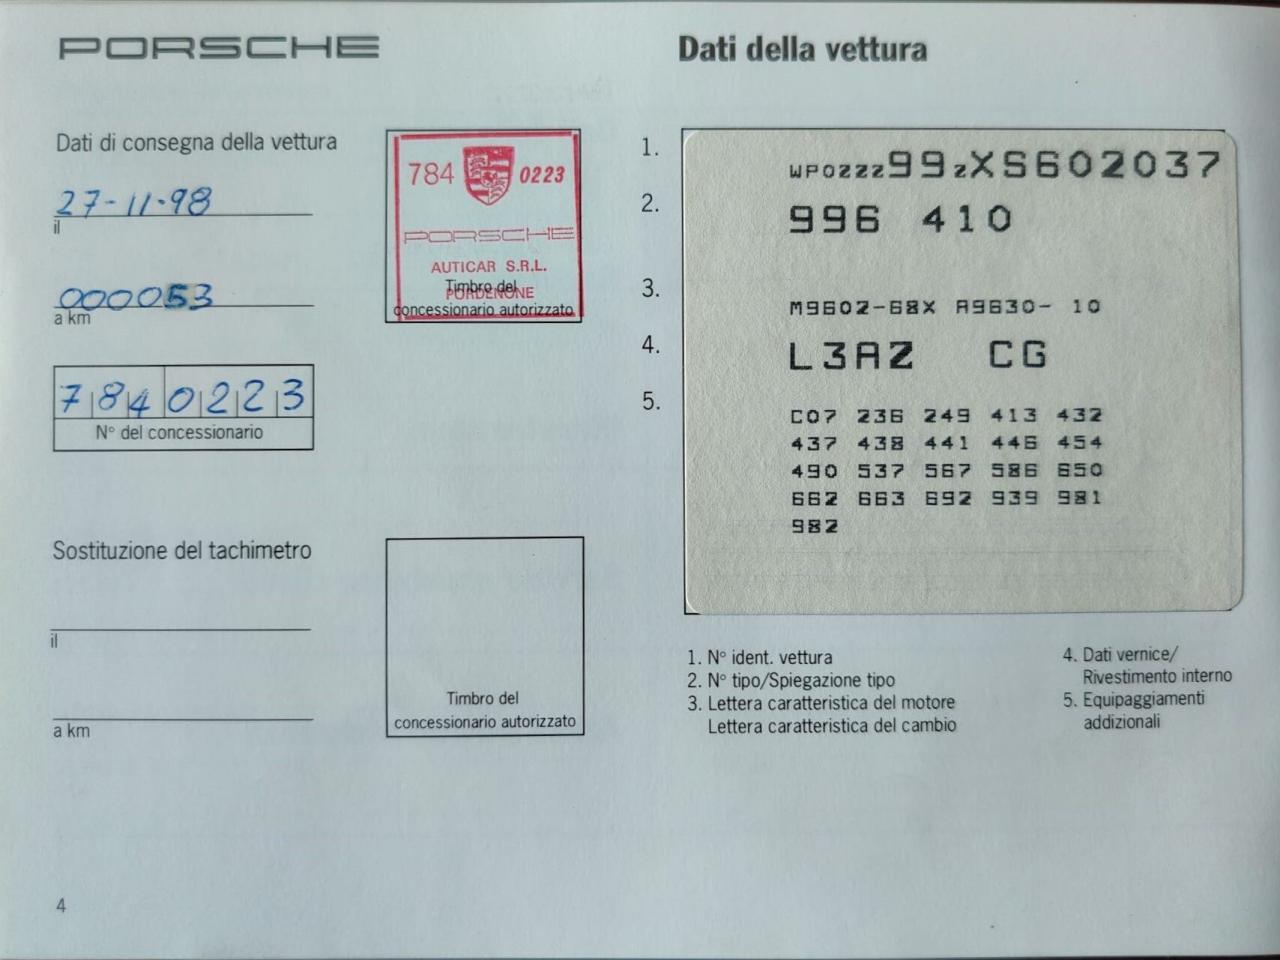 PORSCHE
Dati di consegna della vettura
27-11-98
il
000053
a km
7840223
N° del concessionario
784 0223
PORSCHE
AUTICAR S.R.L.
PORDENONE
Timbro del
concessionario autorizzato
Sostituzione del tachimetro
il
a km
Timbro del
concessionario autorizzato
4
Dati della vettura
1. WP0ZZZ99ZXS602037
2. 996 410
3. M9602-68X A9630- 10
4. L3AZ CG
5. C07 236 249 413 432
437 438 441 446 454
490 537 567 586 650
662 663 692 939 981
982
1. N° ident. vettura
2. N° tipo/Spiegazione tipo
3. Lettera caratteristica del motore
Lettera caratteristica del cambio
4. Dati vernice/
Rivestimento interno
5. Equipaggiamenti
addizionali